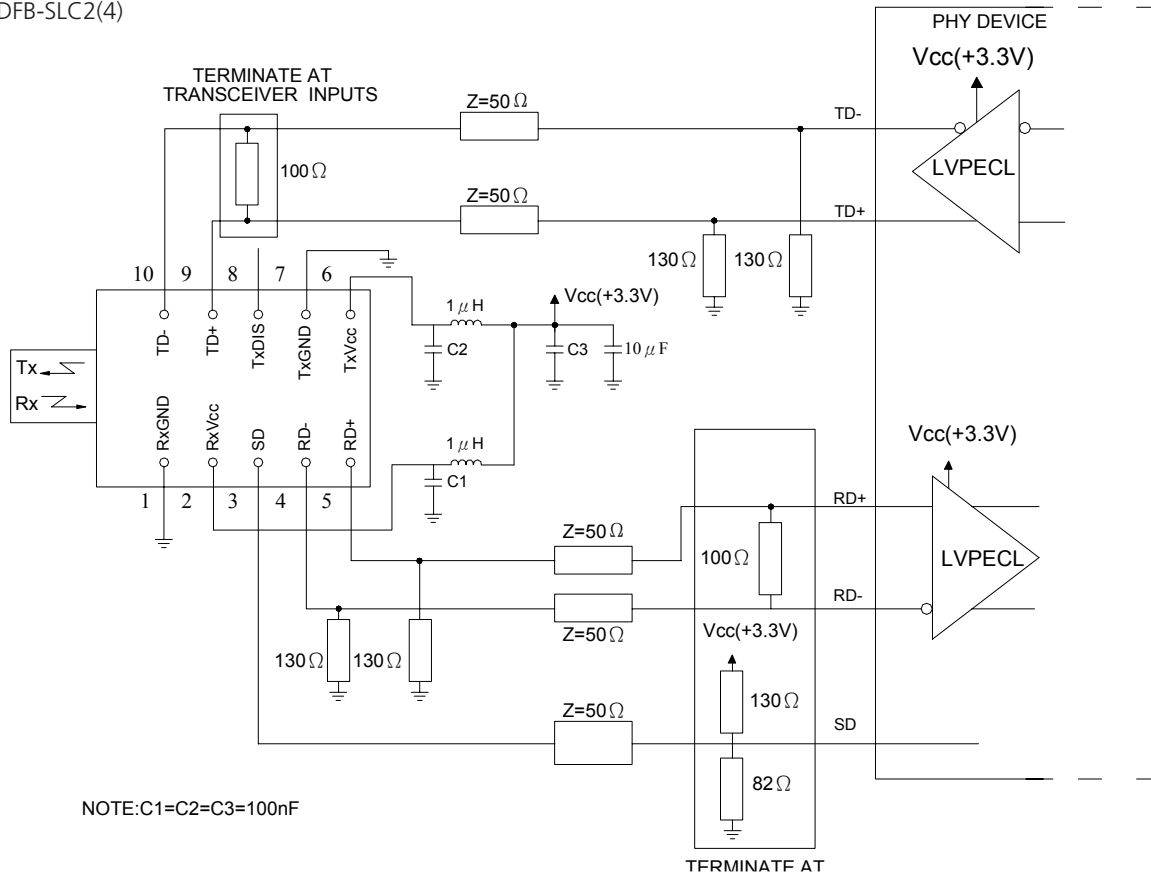 DFB-SLC2(4)
PHY DEVICE
Vcc(+3.3V)
TERMINATE AT
TRANSCEIVER INPUTS
Z=50Ω
TD-
LVPECL
100Ω
Z=50Ω
TD+
130Ω
130Ω
10
9
8
7
6
1μH
Vcc(+3.3V)
TD-
TD+
TxDIS
TxGND
TxVcc
C2
C3
10μF
Tx
Rx
RxGND
RxVcc
SD
RD-
RD+
1μH
C1
Vcc(+3.3V)
1
2
3
4
5
RD+
Z=50Ω
100Ω
LVPECL
RD-
Z=50Ω
Vcc(+3.3V)
130Ω
130Ω
130Ω
Z=50Ω
SD
82Ω
NOTE:C1=C2=C3=100nF
TERMINATE AT